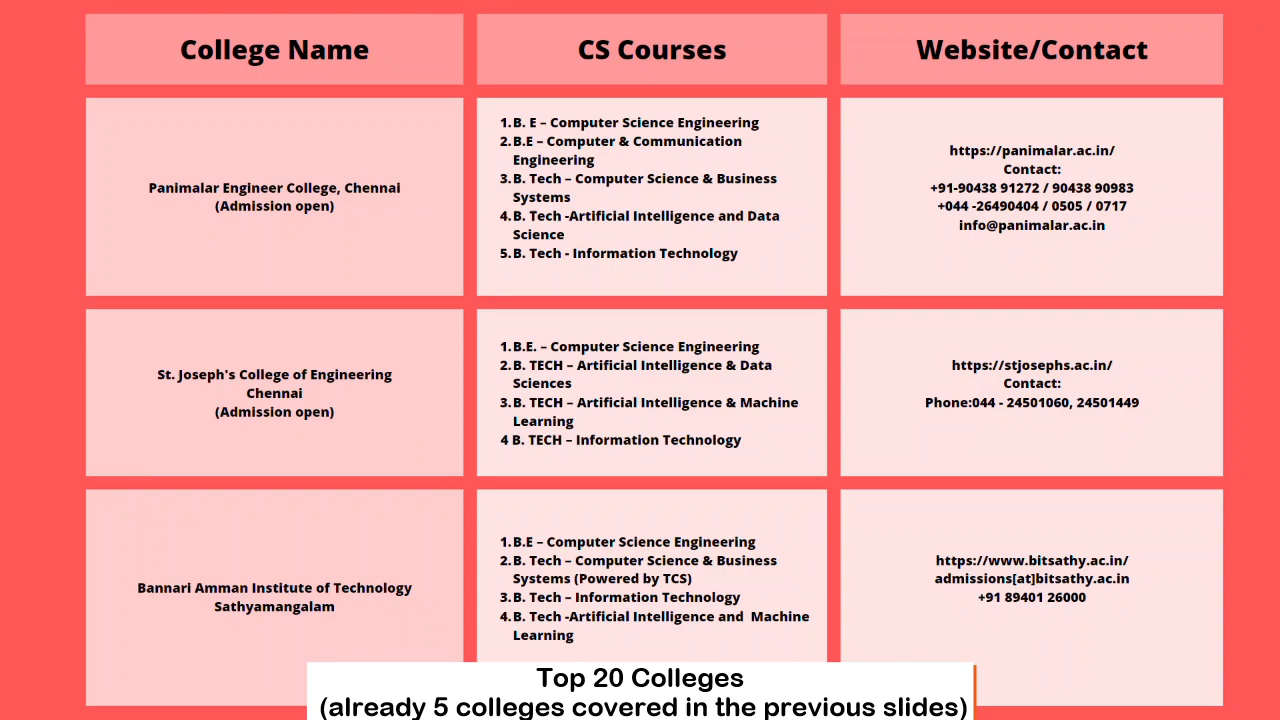 College Name
CS Courses
Website/Contact
Panimalar Engineer College, Chennai
(Admission open)
1.B. E – Computer Science Engineering
2.B.E – Computer & Communication
Engineering
3.B. Tech – Computer Science & Business
Systems
4.B. Tech -Artificial Intelligence and Data
Science
5.B. Tech - Information Technology
https://panimalar.ac.in/
Contact:
+91-90438 91272 / 90438 90983
+044 -26490404 / 0505 / 0717
info@panimalar.ac.in
St. Joseph's College of Engineering
Chennai
(Admission open)
1.B.E. – Computer Science Engineering
2.B. TECH – Artificial Intelligence & Data
Sciences
3.B. TECH – Artificial Intelligence & Machine
Learning
4 B. TECH – Information Technology
https://stjosephs.ac.in/
Contact:
Phone:044 - 24501060, 24501449
Bannari Amman Institute of Technology
Sathyamangalam
1.B.E – Computer Science Engineering
2.B. Tech – Computer Science & Business
Systems (Powered by TCS)
3.B. Tech – Information Technology
4.B. Tech -Artificial Intelligence and  Machine
Learning
https://www.bitsathy.ac.in/
admissions[at]bitsathy.ac.in
+91 89401 26000
Top 20 Colleges
(already 5 colleges covered in the previous slides)